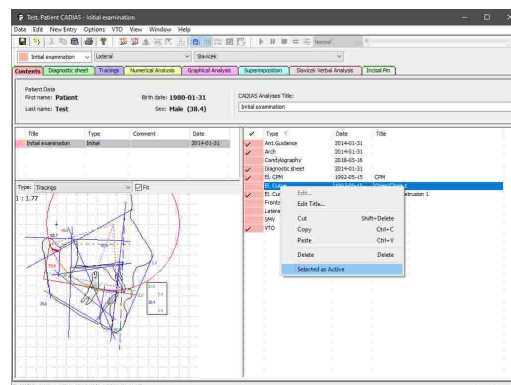 Test, Patient CADIAS - Initial examination
Date Edit New Entry Options VTO View Window Help
Initial examination Lateral Slavicek
Contents Diagnostic sheet Tracings Numerical Analysis Graphical Analysis Superimposition Slavicek Verbal Analysis Incisal Pin
Patient Data
First name: Patient Birth date: 1980-01-31
Last name: Test Sex: Male (38.4)
CADIAS Analyses Title:
Initial examination
Title Type Comment Date
Initial examination Initial 2014-01-31
Type: Tracings Fit
1 : 1.77
Type Date Title
Ant.Guidance 2014-01-31
Arch 2014-01-31
Condylography 2018-05-16
Diagnostic sheet 2014-01-31
El. CPM 1992-05-15 CPM
El. Curve
El. Cur
Fronta
Latera
SMV
VTO
Edit...
Edit Title...
Cut Shift+Delete
Copy Ctrl+C
Paste Ctrl+V
Delete Delete
Selected as Active